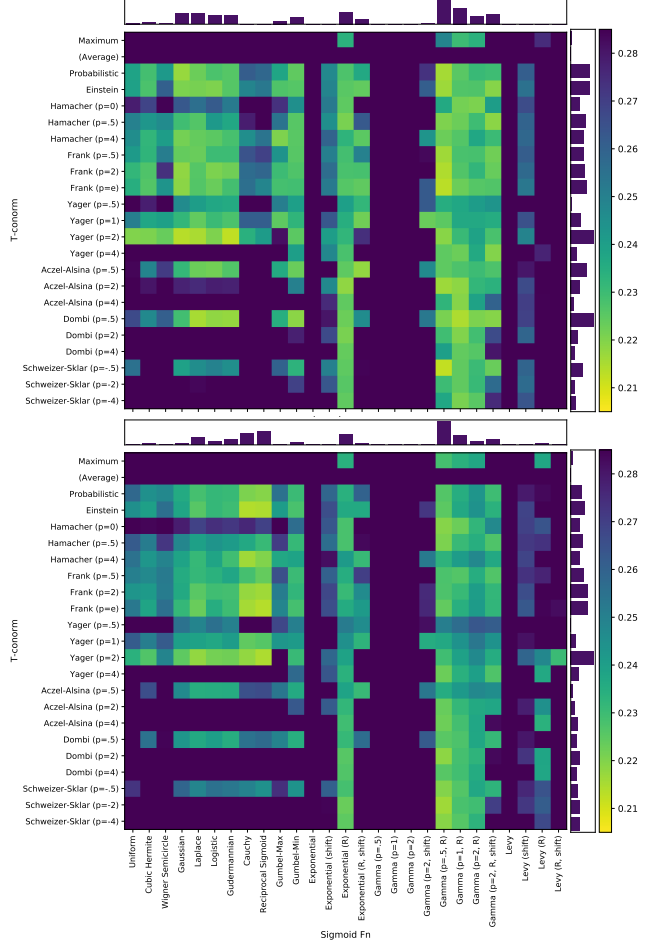 T-conorm
Maximum
(Average)
Probabilistic
Einstein
Hamacher (p=0)
Hamacher (p=.5)
Hamacher (p=4)
Frank (p=.5)
Frank (p=2)
Frank (p=e)
Yager (p=.5)
Yager (p=1)
Yager (p=2)
Yager (p=4)
Aczel-Alsina (p=.5)
Aczel-Alsina (p=2)
Aczel-Alsina (p=4)
Dombi (p=.5)
Dombi (p=2)
Dombi (p=4)
Schweizer-Sklar (p=-.5)
Schweizer-Sklar (p=-2)
Schweizer-Sklar (p=-4)
0.28
0.27
0.26
0.25
0.24
0.23
0.22
0.21
T-conorm
Maximum
(Average)
Probabilistic
Einstein
Hamacher (p=0)
Hamacher (p=.5)
Hamacher (p=4)
Frank (p=.5)
Frank (p=2)
Frank (p=e)
Yager (p=.5)
Yager (p=1)
Yager (p=2)
Yager (p=4)
Aczel-Alsina (p=.5)
Aczel-Alsina (p=2)
Aczel-Alsina (p=4)
Dombi (p=.5)
Dombi (p=2)
Dombi (p=4)
Schweizer-Sklar (p=-.5)
Schweizer-Sklar (p=-2)
Schweizer-Sklar (p=-4)
0.28
0.27
0.26
0.25
0.24
0.23
0.22
0.21
Uniform
Cubic Hermite
Wigner Semicircle
Gaussian
Laplace
Logistic
Gudermannian
Cauchy
Reciprocal Sigmoid
Gumbel-Max
Gumbel-Min
Exponential
Exponential (shift)
Exponential (R)
Exponential (R, shift)
Gamma (p=.5)
Gamma (p=1)
Gamma (p=2)
Gamma (p=2, shift)
Gamma (p=.5, R)
Gamma (p=1, R)
Gamma (p=2, R)
Gamma (p=2, R, shift)
Levy
Levy (shift)
Levy (R)
Levy (R, shift)
Sigmoid Fn